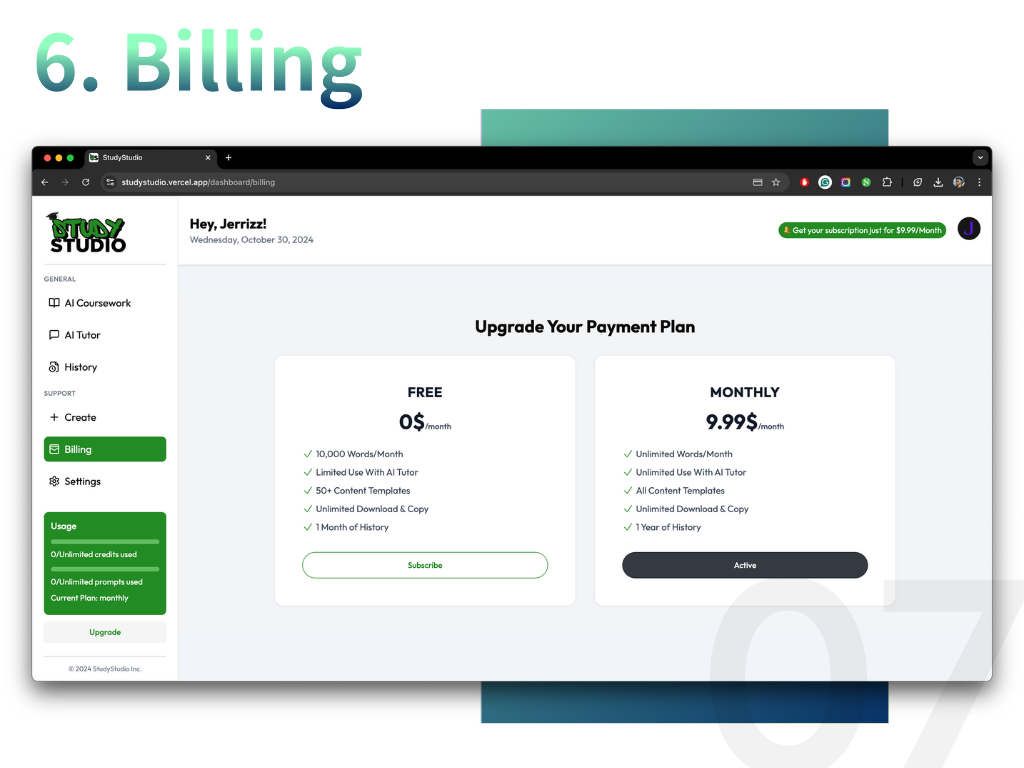 6. Billing
StudyStudio
studystudio.vercel.app/dashboard/billing
STUDY
STUDIO
Hey, Jerrizz!
Wednesday, October 30, 2024
Get your subscription just for $9.99/Month
J
GENERAL
AI Coursework
AI Tutor
History
SUPPORT
Create
Billing
Settings
Usage
0/Unlimited credits used
0/Unlimited prompts used
Current Plan: monthly
Upgrade
© 2024 StudyStudio Inc.
Upgrade Your Payment Plan
FREE
0$/month
10,000 Words/Month
Limited Use With AI Tutor
50+ Content Templates
Unlimited Download & Copy
1 Month of History
Subscribe
MONTHLY
9.99$/month
Unlimited Words/Month
Unlimited Use With AI Tutor
All Content Templates
Unlimited Download & Copy
1 Year of History
Active
07